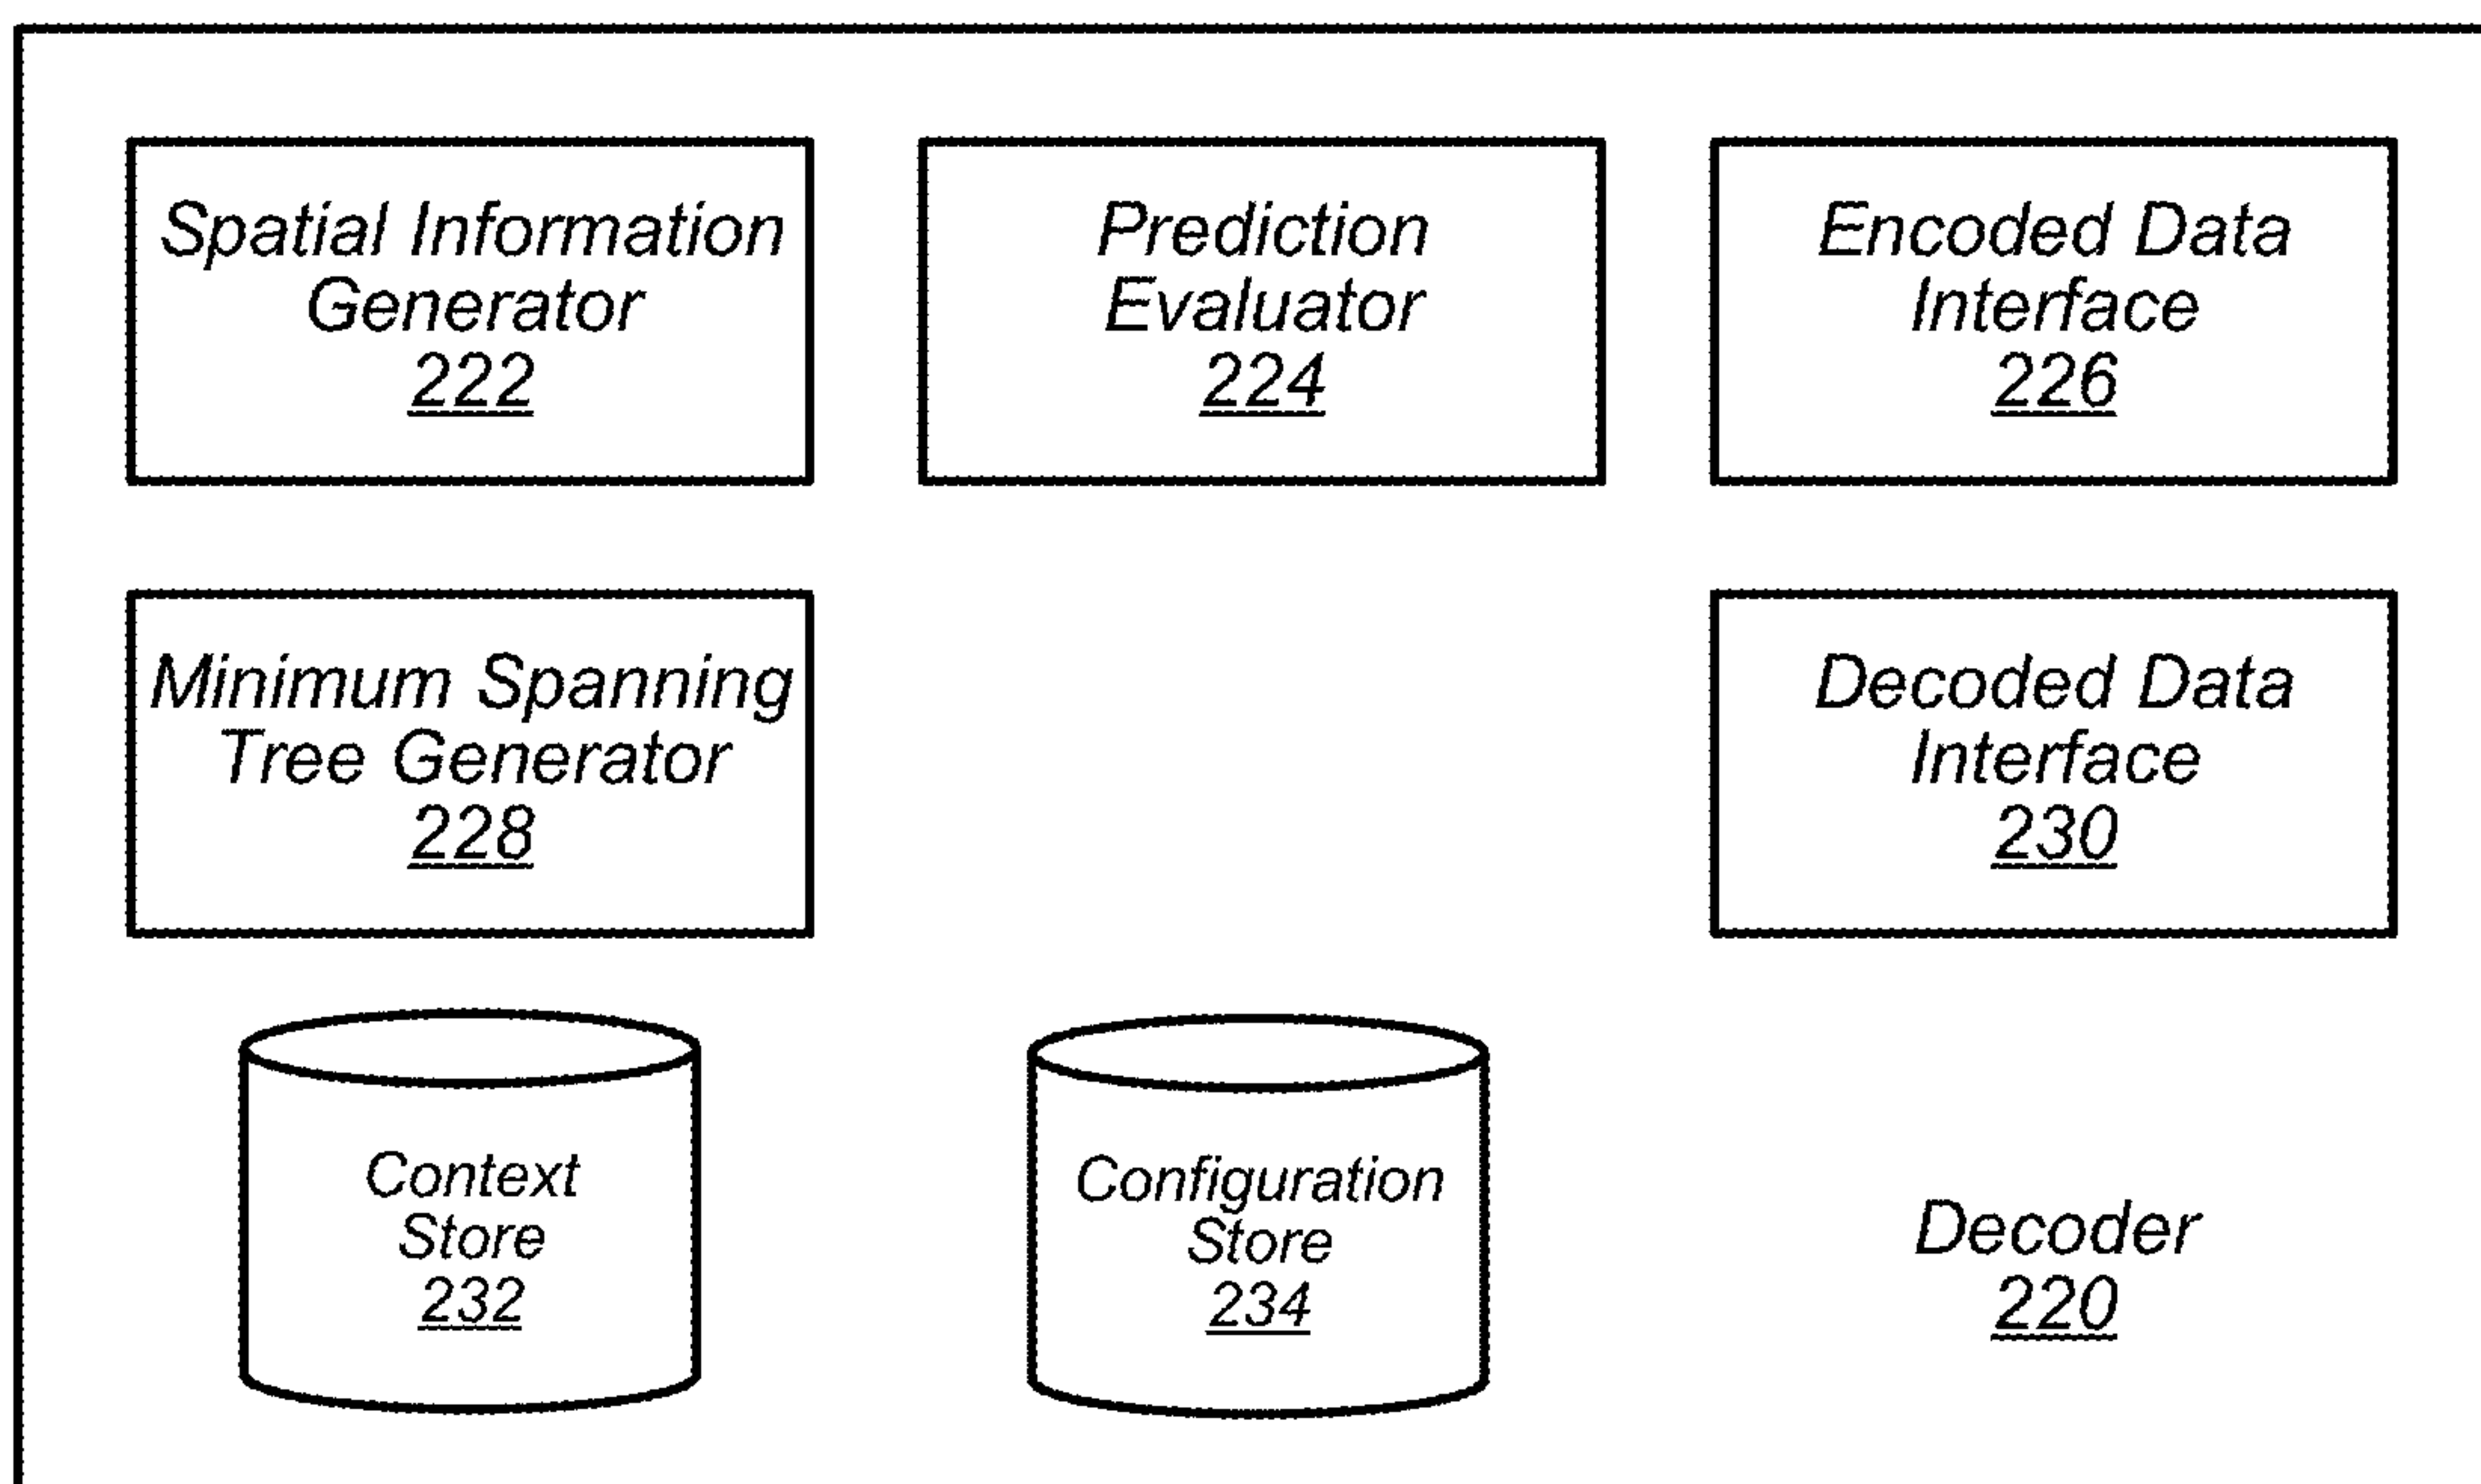 Spatial Information
Generator
222
Prediction
Evaluator
224
Encoded Data
Interface
226
Minimum Spanning
Tree Generator
228
Decoded Data
Interface
230
Context
Store
232
Configuration
Store
234
Decoder
220